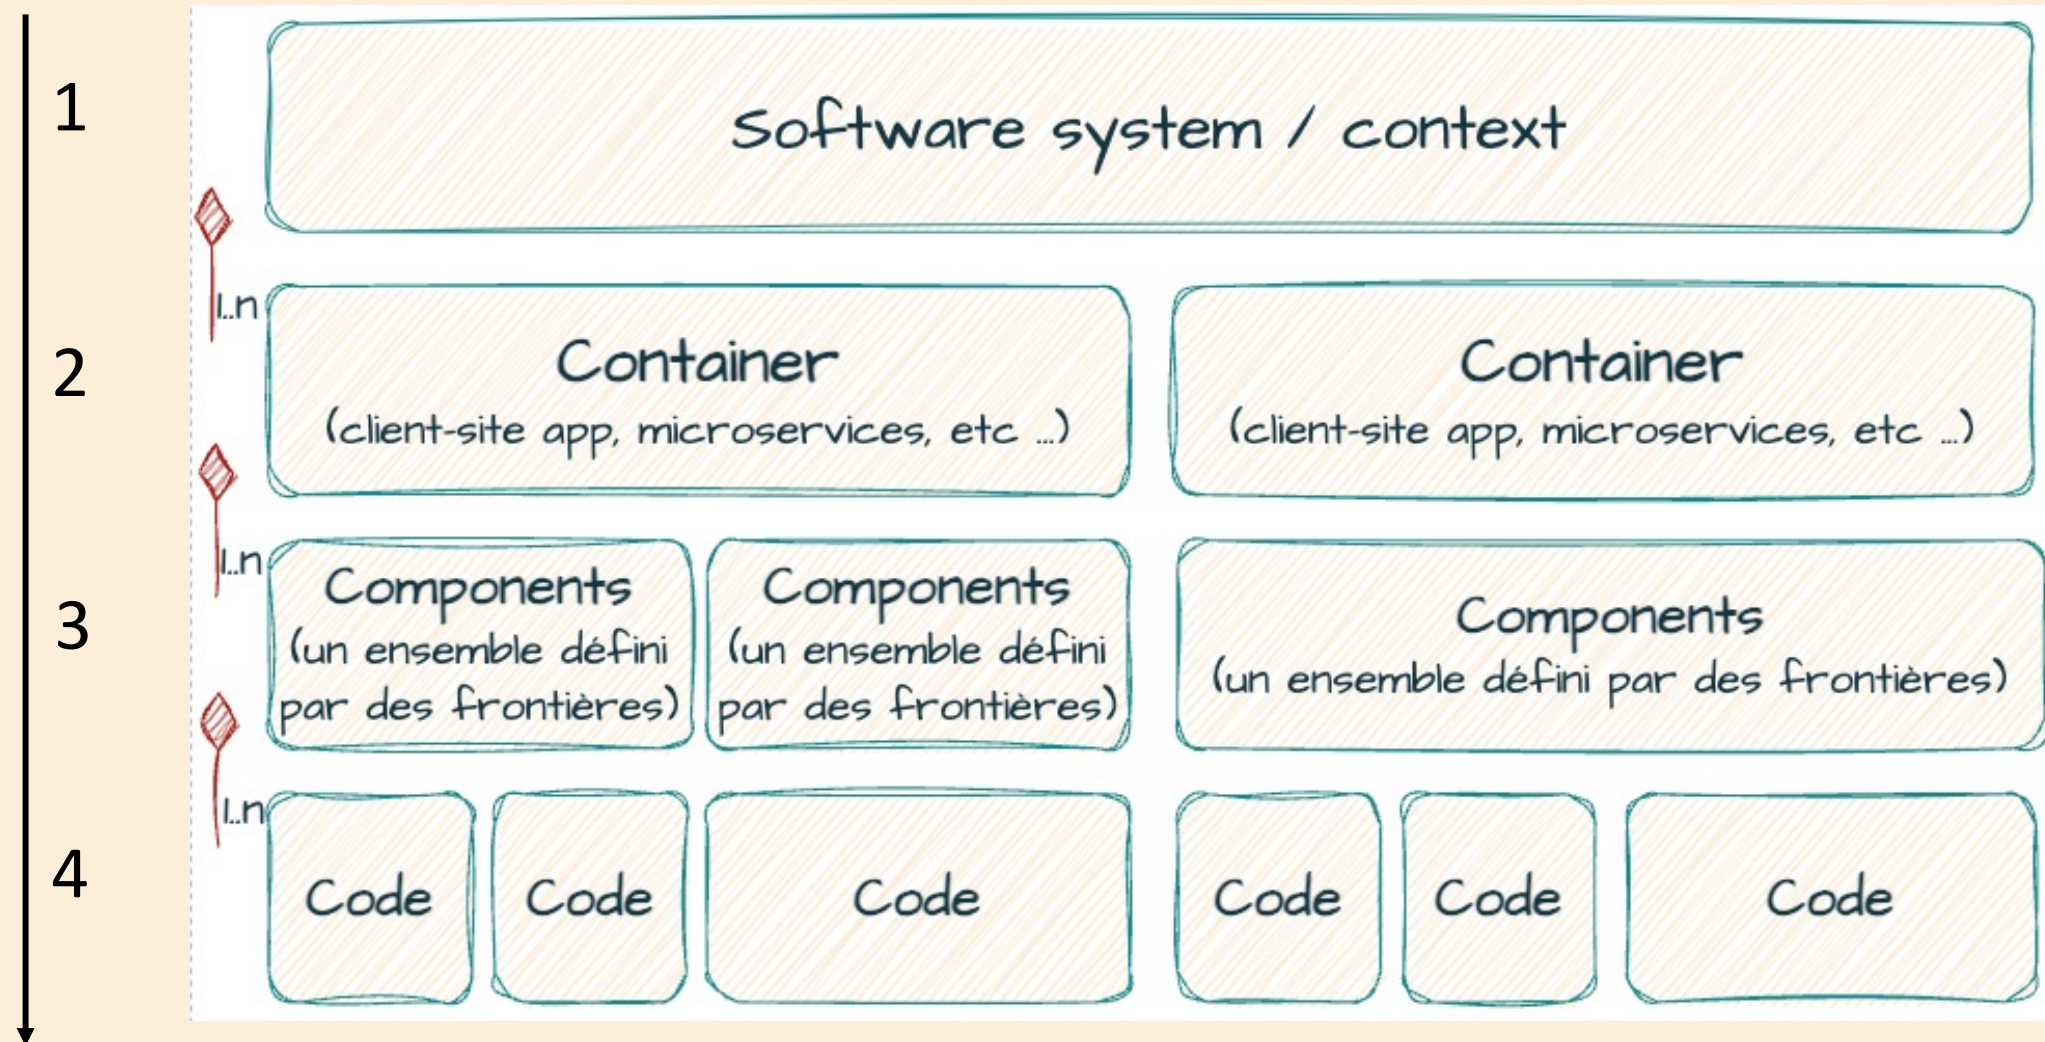 1
Software system / context
1..n
2
Container
(client-site app, microservices, etc ...)
Container
(client-site app, microservices, etc ...)
1..n
3
Components
(un ensemble défini
par des frontières)
Components
(un ensemble défini
par des frontières)
Components
(un ensemble défini par des frontières)
1..n
4
Code
Code
Code
Code
Code
Code